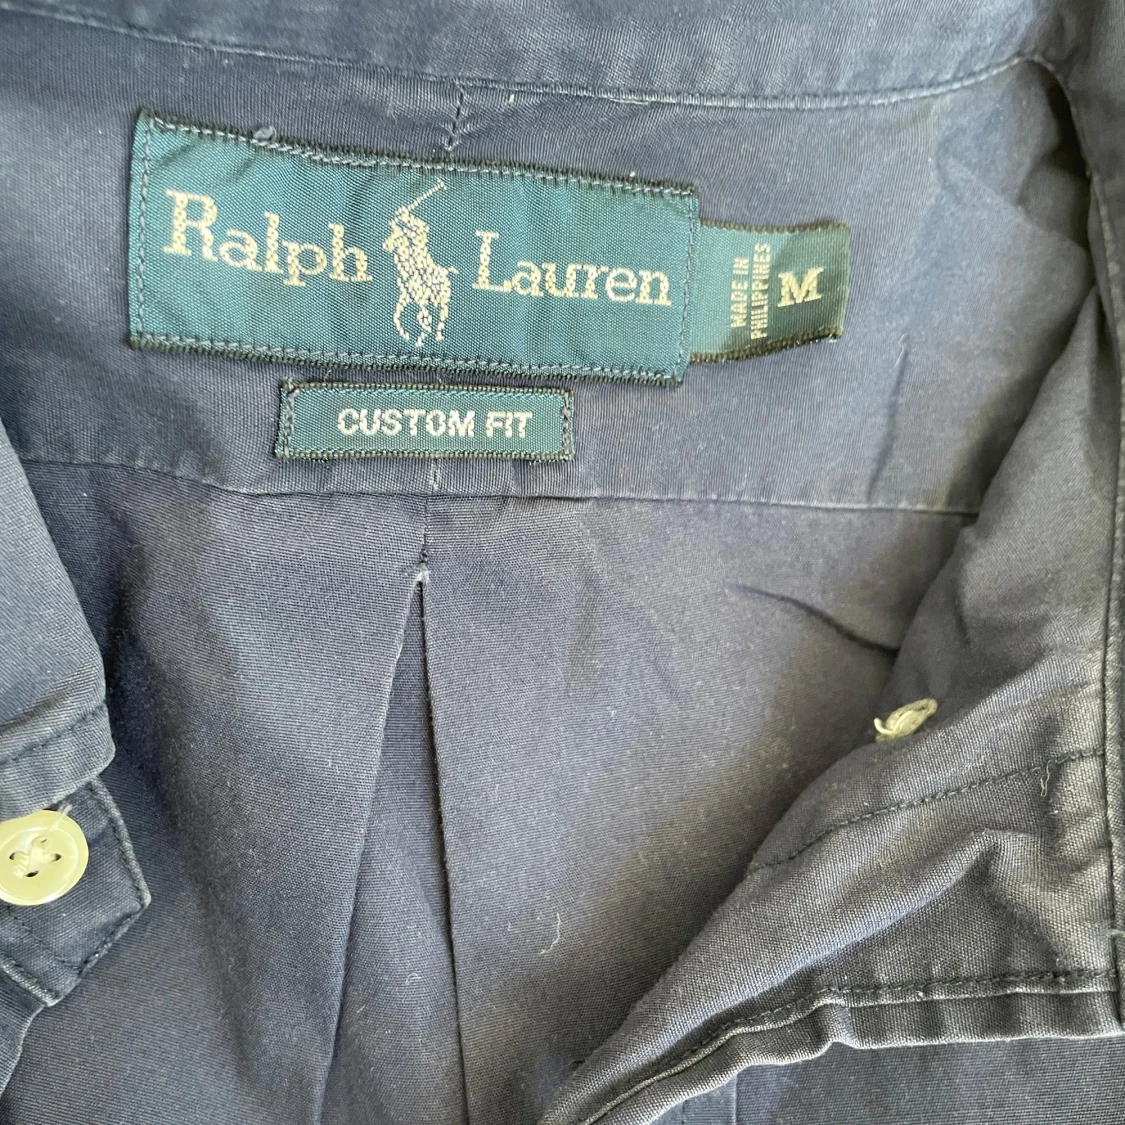 Ralph Lauren
MADE IN
PHILIPPINES
M
CUSTOM FIT